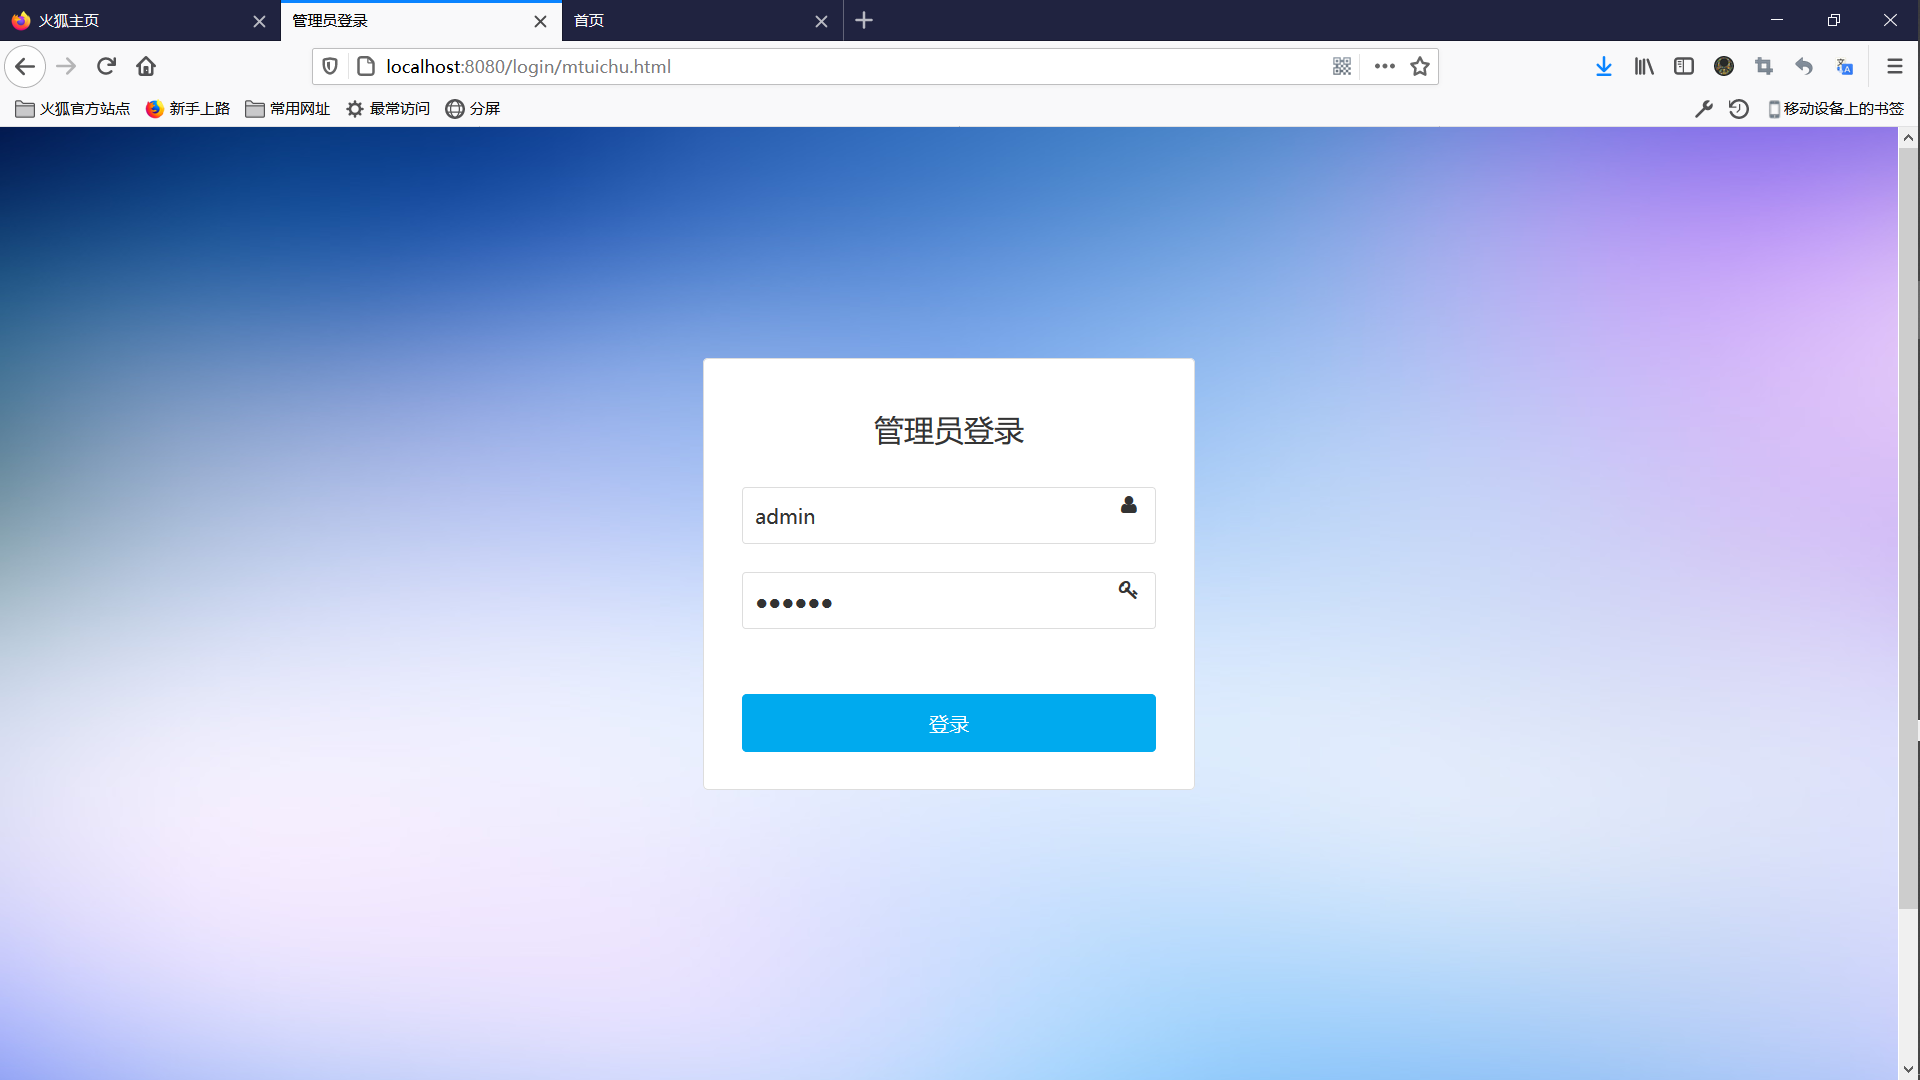 火狐主页
管理员登录
首页
localhost:8080/login/mtuichu.html
火狐官方站点
新手上路
常用网址
最常访问
分屏
移动设备上的书签
管理员登录
admin
••••••
登录